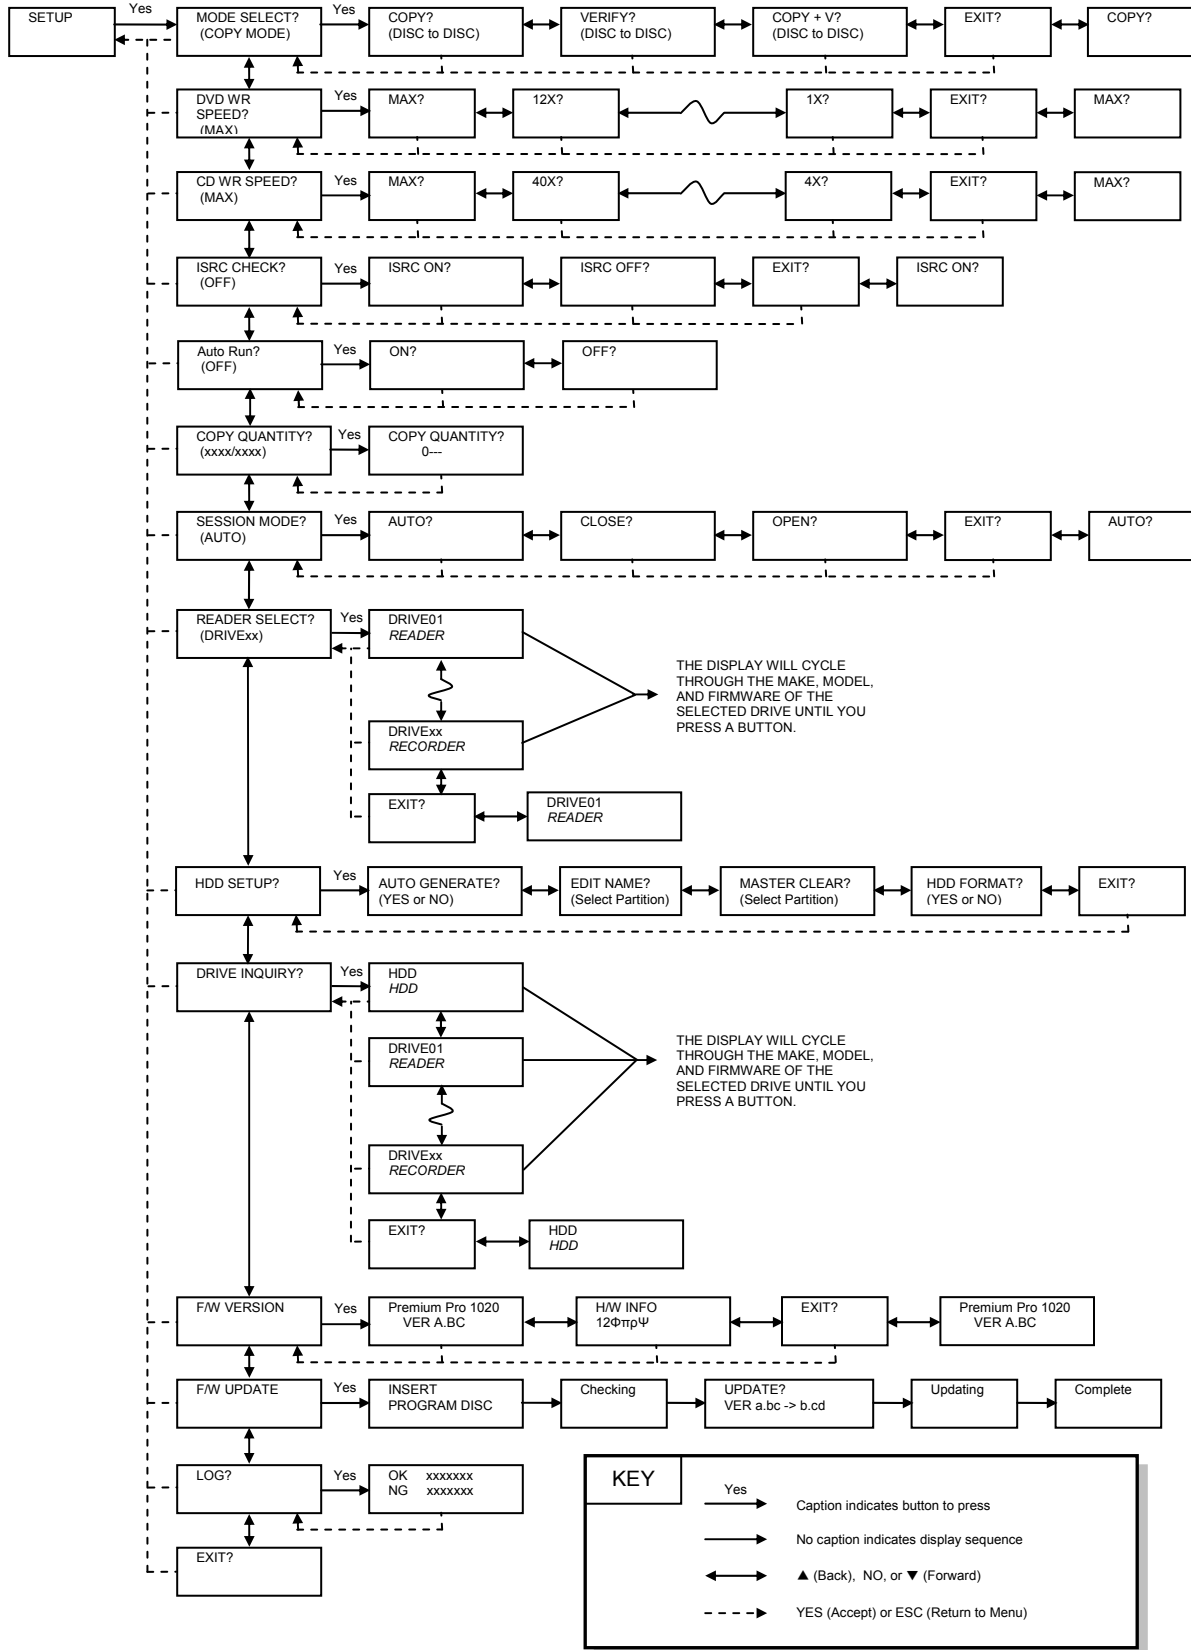 SETUP
Yes
MODE SELECT?
(COPY MODE)
Yes
COPY?
(DISC to DISC)
VERIFY?
(DISC to DISC)
COPY + V?
(DISC to DISC)
EXIT?
COPY?
DVD WR
SPEED?
(MAX)
Yes
MAX?
12X?
1X?
EXIT?
MAX?
CD WR SPEED?
(MAX)
Yes
MAX?
40X?
4X?
EXIT?
MAX?
ISRC CHECK?
(OFF)
Yes
ISRC ON?
ISRC OFF?
EXIT?
ISRC ON?
Auto Run?
(OFF)
Yes
ON?
OFF?
COPY QUANTITY?
(xxxx/xxxx)
Yes
COPY QUANTITY?
0---
SESSION MODE?
(AUTO)
Yes
AUTO?
CLOSE?
OPEN?
EXIT?
AUTO?
READER SELECT?
(DRIVExx)
Yes
DRIVE01
READER
DRIVExx
RECORDER
EXIT?
DRIVE01
READER
THE DISPLAY WILL CYCLE
THROUGH THE MAKE, MODEL,
AND FIRMWARE OF THE
SELECTED DRIVE UNTIL YOU
PRESS A BUTTON.
HDD SETUP?
Yes
AUTO GENERATE?
(YES or NO)
EDIT NAME?
(Select Partition)
MASTER CLEAR?
(Select Partition)
HDD FORMAT?
(YES or NO)
EXIT?
DRIVE INQUIRY?
Yes
HDD
HDD
DRIVE01
READER
DRIVExx
RECORDER
EXIT?
HDD
HDD
THE DISPLAY WILL CYCLE
THROUGH THE MAKE, MODEL,
AND FIRMWARE OF THE
SELECTED DRIVE UNTIL YOU
PRESS A BUTTON.
F/W VERSION
Yes
Premium Pro 1020
VER A.BC
H/W INFO
12ΦπρΨ
EXIT?
Premium Pro 1020
VER A.BC
F/W UPDATE
Yes
INSERT
PROGRAM DISC
Checking
UPDATE?
VER a.bc -> b.cd
Updating
Complete
LOG?
Yes
OK xxxxxxx
NG xxxxxxx
EXIT?
KEY
Yes
Caption indicates button to press
No caption indicates display sequence
▲ (Back), NO, or ▼ (Forward)
YES (Accept) or ESC (Return to Menu)